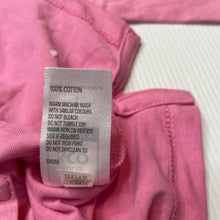 100% COTTON
WARM MACHINE WASH
WITH SIMILAR COLOURS
DO NOT BLEACH
DO NOT TUMBLE DRY
WARM IRON ON REVERSE
SIDE IF REQUIRED
DO NOT IRON PRINT
DO NOT DRYCLEAN